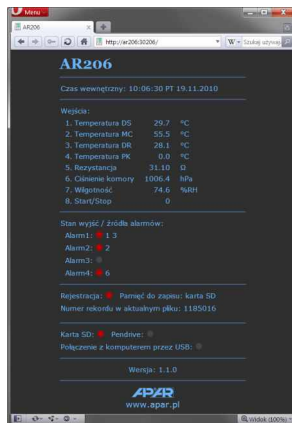 Menu
AR206
http://ar206:30206/
Szukaj używając
AR206
Czas wewnętrzny: 10:06:30 PT 19.11.2010
Wejścia:
1. Temperatura DS 29.7 °C
2. Temperatura MC 55.5 °C
3. Temperatura DR 28.1 °C
4. Temperatura PK 0.0 °C
5. Rezystancja 31.10 Ω
6. Ciśnienie komory 1006.4 hPa
7. Wilgotność 74.6 %RH
8. Start/Stop 0
Stan wyjść / źródła alarmów:
Alarm1: 1 3
Alarm2: 2
Alarm3:
Alarm4: 6
Rejestracja: Pamięć do zapisu: karta SD
Numer rekordu w aktualnym pliku: 1185016
Karta SD: Pendrive:
Połączenie z komputerem przez USB:
Wersja: 1.1.0
APAR
www.apar.pl
Widok (100%)